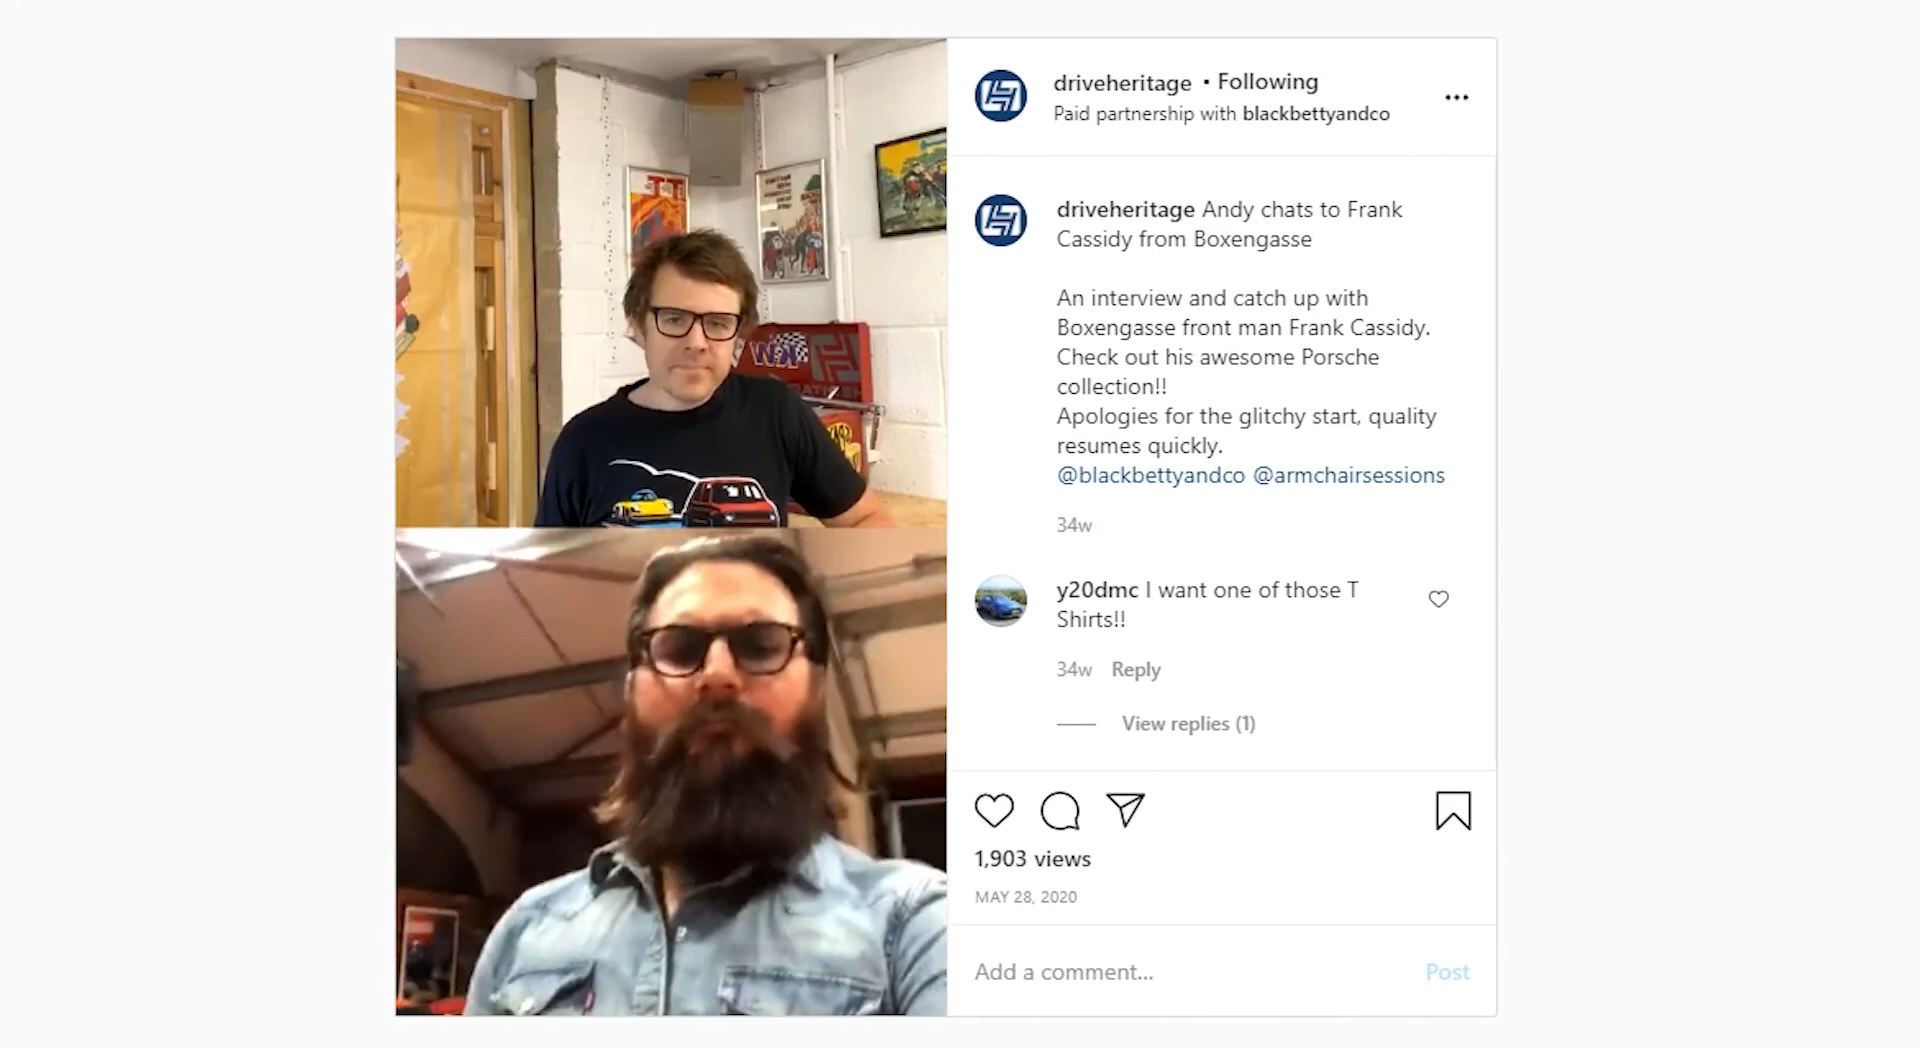 driveheritage • Following
Paid partnership with blackbettyandco
driveheritage Andy chats to Frank
Cassidy from Boxengasse
An interview and catch up with
Boxengasse front man Frank Cassidy.
Check out his awesome Porsche
collection!!
Apologies for the glitchy start, quality
resumes quickly.
@blackbettyandco @armchairsessions
34w
y20dmc I want one of those T
Shirts!!
34w Reply
View replies (1)
1,903 views
MAY 28, 2020
Add a comment...
Post
TT